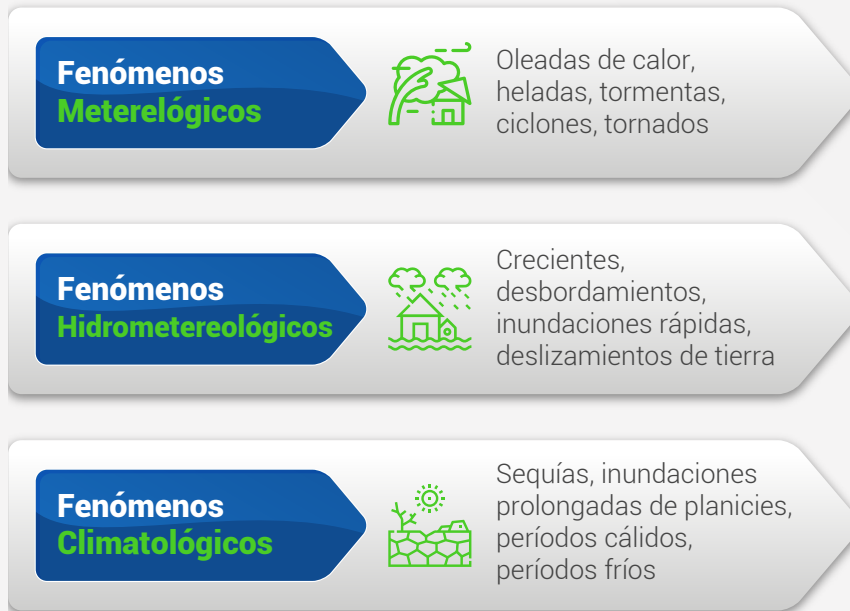 Fenómenos
Meterelógicos
Oleadas de calor,
heladas, tormentas,
ciclones, tornados
Fenómenos
Hidrometereológicos
Crecientes,
desbordamientos,
inundaciones rápidas,
deslizamientos de tierra
Fenómenos
Climatológicos
Sequías, inundaciones
prolongadas de planicies,
períodos cálidos,
períodos fríos